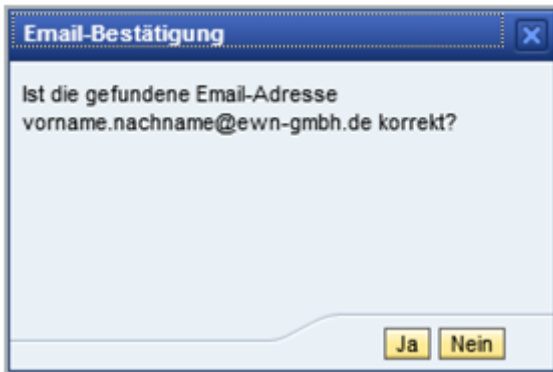 Email-Bestätigung
Ist die gefundene Email-Adresse
vorname.nachname@ewn-gmbh.de korrekt?
Ja Nein